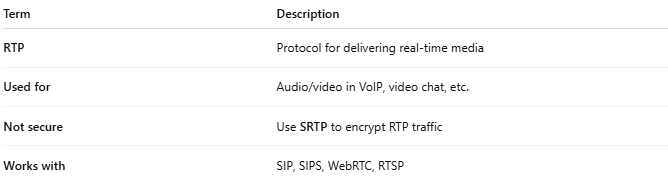 Term Description
RTP Protocol for delivering real-time media
Used for Audio/video in VoIP, video chat, etc.
Not secure Use SRTP to encrypt RTP traffic
Works with SIP, SIPS, WebRTC, RTSP